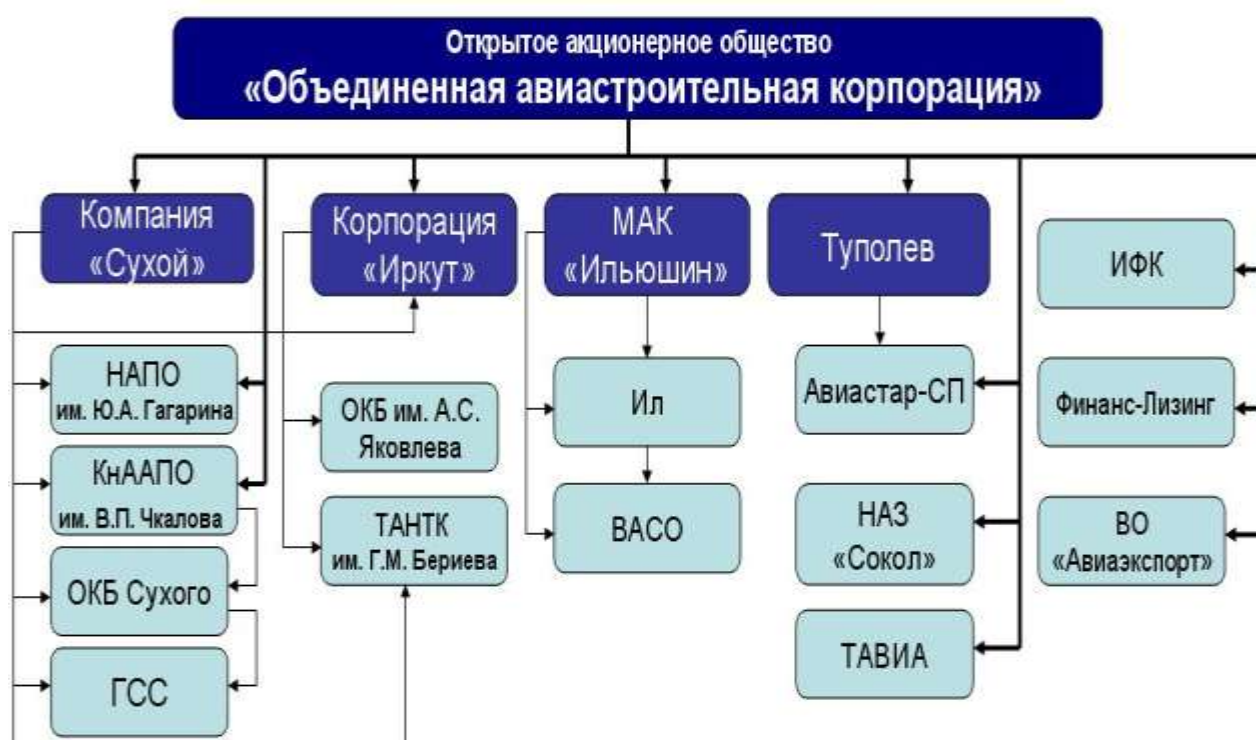 Открытое акционерное общество
«Объединенная авиастроительная корпорация»
Компания
«Сухой»
Корпорация
«Иркут»
МАК
«Ильюшин»
Туполев
ИФК
НАПО
им. Ю.А. Гагарина
ОКБ им. А.С.
Яковлева
Ил
Авиастар-СП
Финанс-Лизинг
КнААПО
им. В.П. Чкалова
ТАНТК
им. Г.М. Бериева
ВАСО
НАЗ
«Сокол»
ВО
«Авиаэкспорт»
ОКБ Сухого
ТАВИА
ГСС